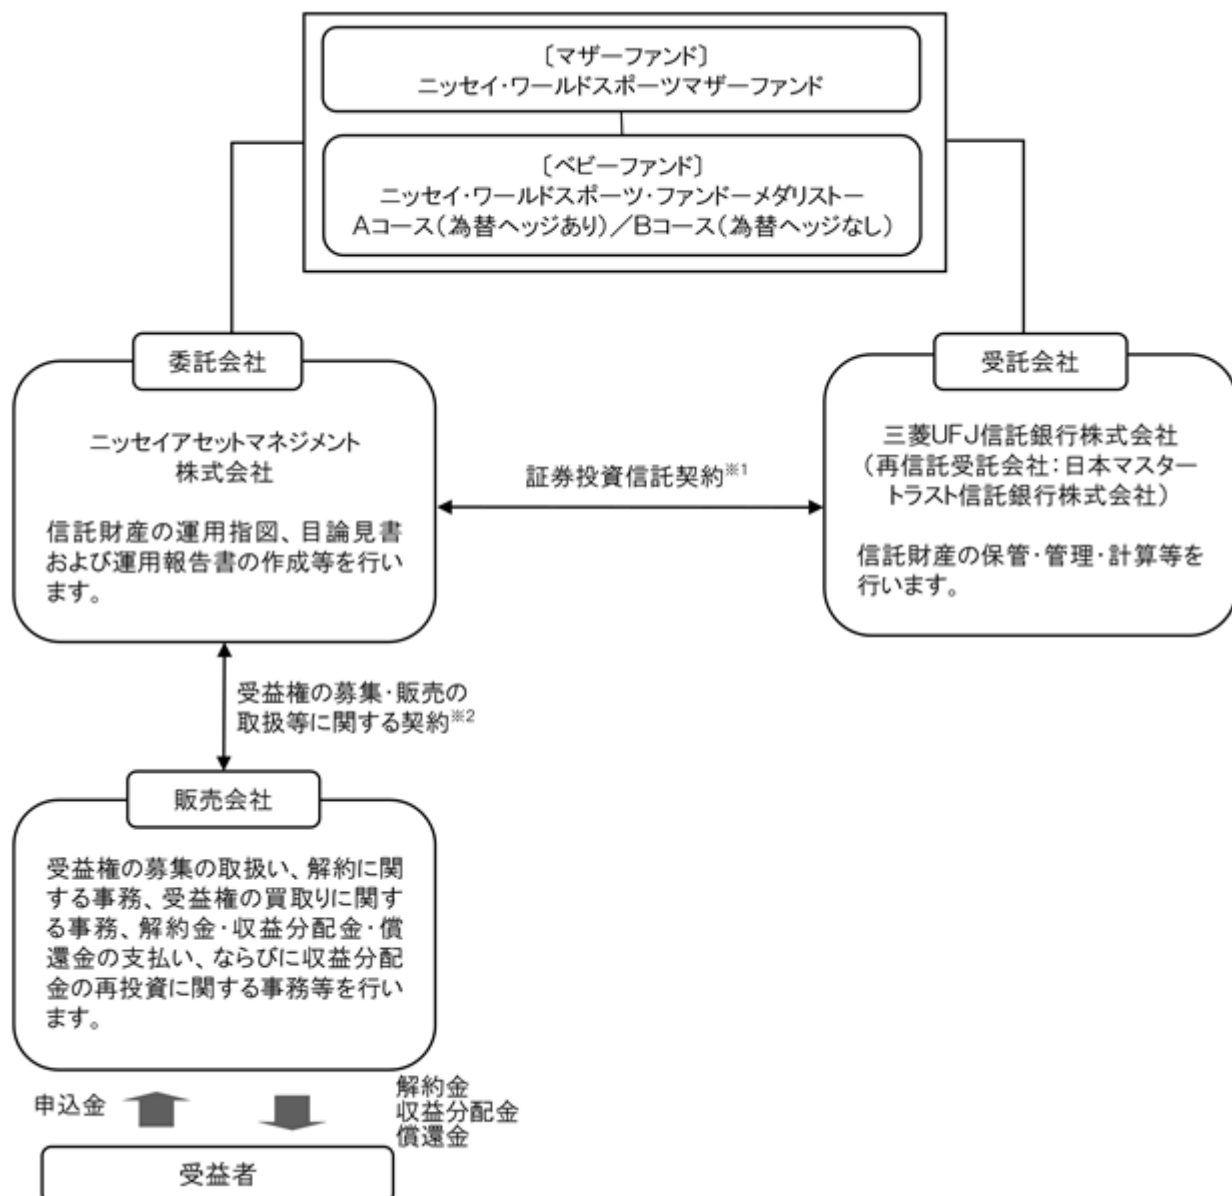 〔マザーファンド〕
ニッセイ・ワールドスポーツマザーファンド
〔ベビーファンド〕
ニッセイ・ワールドスポーツ・ファンドーメダリストー
Aコース（為替ヘッジあり）／Bコース（為替ヘッジなし）
委託会社
ニッセイアセットマネジメント
株式会社
信託財産の運用指図、目論見書
および運用報告書の作成等を行い
ます。
証券投資信託契約※1
受託会社
三菱UFJ信託銀行株式会社
（再信託受託会社：日本マスター
トラスト信託銀行株式会社）
信託財産の保管・管理・計算等を
行います。
受益権の募集・販売の
取扱等に関する契約※2
販売会社
受益権の募集の取扱い、解約に関
する事務、受益権の買取りに関す
る事務、解約金・収益分配金・償
還金の支払い、ならびに収益分配
金の再投資に関する事務等を行い
ます。
申込金
解約金
収益分配金
償還金
受益者